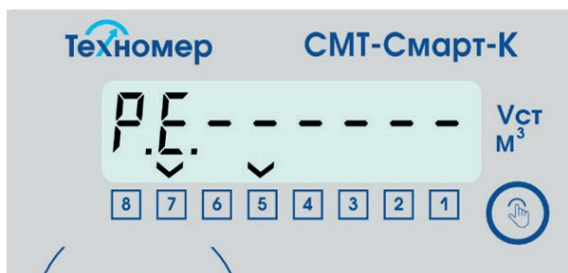 Техномер
СМТ-Смарт-К
P.E.------
Vст
м³
8 7 6 5 4 3 2 1